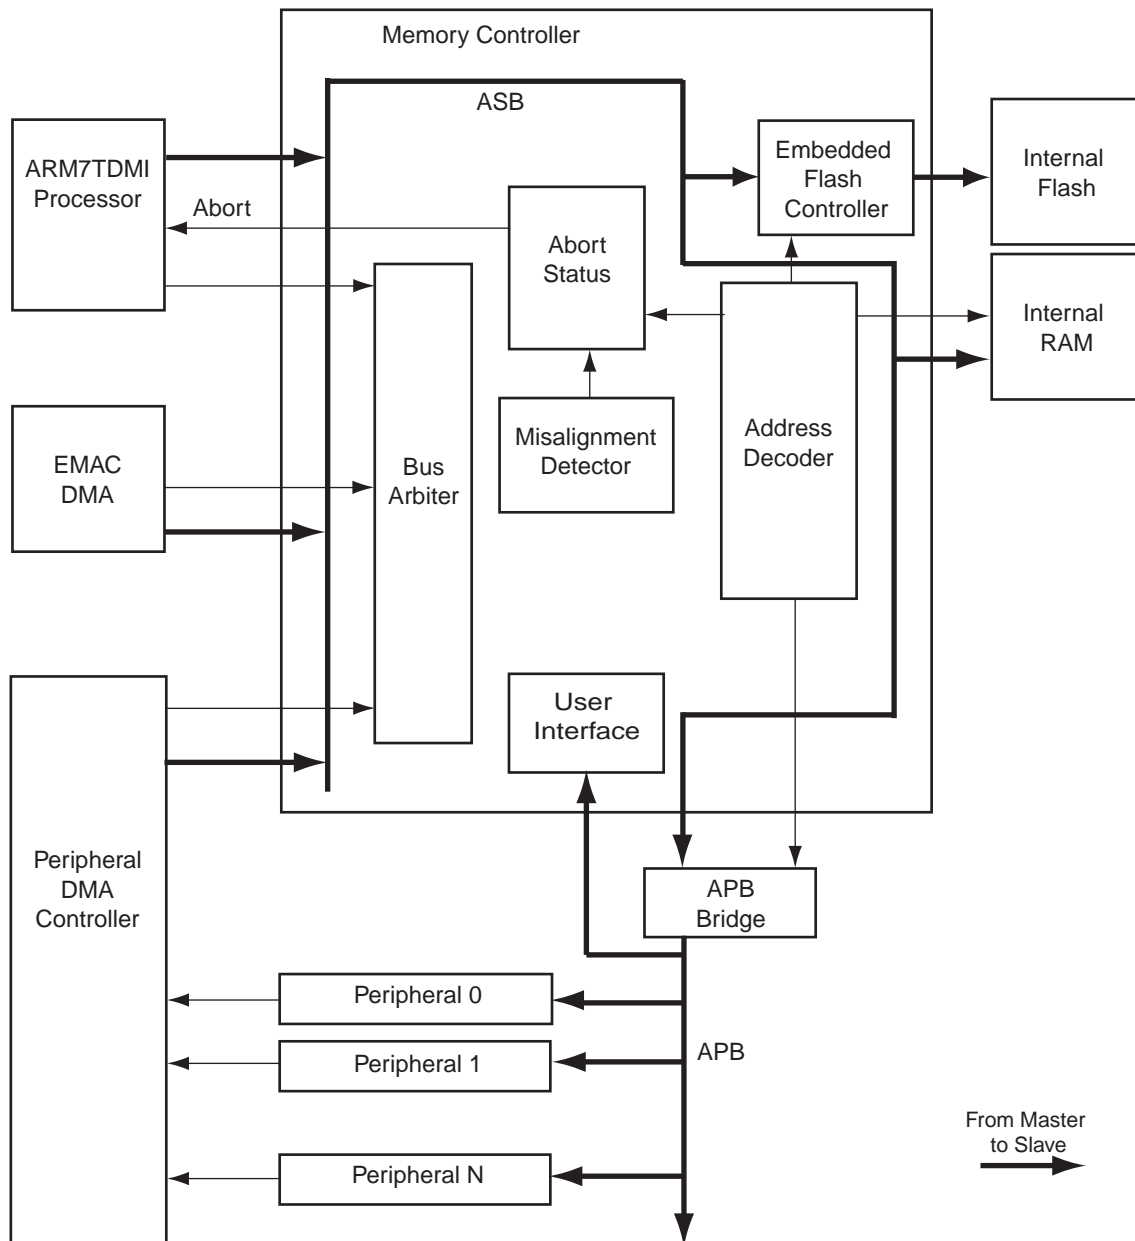 Memory Controller
ASB
ARM7TDMI
Processor
Abort
Embedded
Flash
Controller
Internal
Flash
Abort
Status
Internal
RAM
EMAC
DMA
Bus
Arbiter
Misalignment
Detector
Address
Decoder
User
Interface
Peripheral
DMA
Controller
APB
Bridge
Peripheral 0
Peripheral 1
APB
Peripheral N
From Master
to Slave